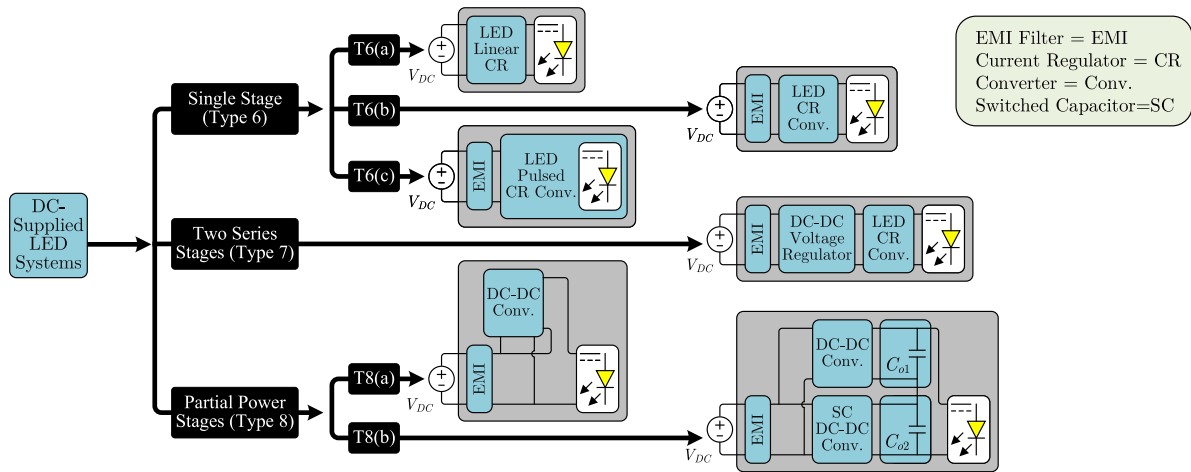 DC-
Supplied
LED
Systems
Single Stage
(Type 6)
T6(a)
V_DC
LED
Linear
CR
T6(b)
V_DC
EMI
LED
CR
Conv.
T6(c)
V_DC
EMI
LED
Pulsed
CR Conv.
Two Series
Stages (Type 7)
V_DC
EMI
DC-DC
Voltage
Regulator
LED
CR
Conv.
Partial Power
Stages (Type 8)
T8(a)
V_DC
EMI
DC-DC
Conv.
T8(b)
V_DC
EMI
DC-DC
Conv.
C_o1
SC
DC-DC
Conv.
C_o2
EMI Filter = EMI
Current Regulator = CR
Converter = Conv.
Switched Capacitor=SC